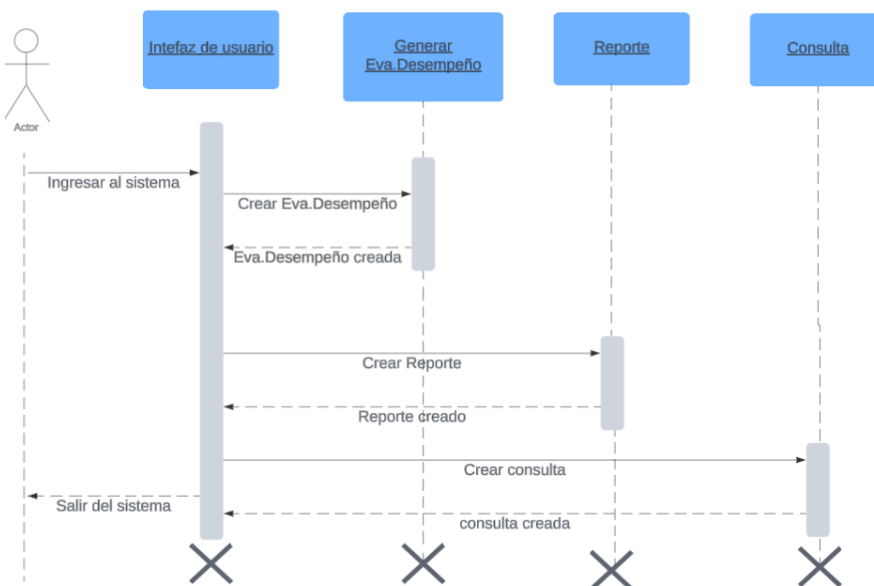 Intefaz de usuario
Generar
Eva.Desempeño
Reporte
Consulta
Actor
Ingresar al sistema
Crear Eva.Desempeño
Eva.Desempeño creada
Crear Reporte
Reporte creado
Crear consulta
Salir del sistema
consulta creada